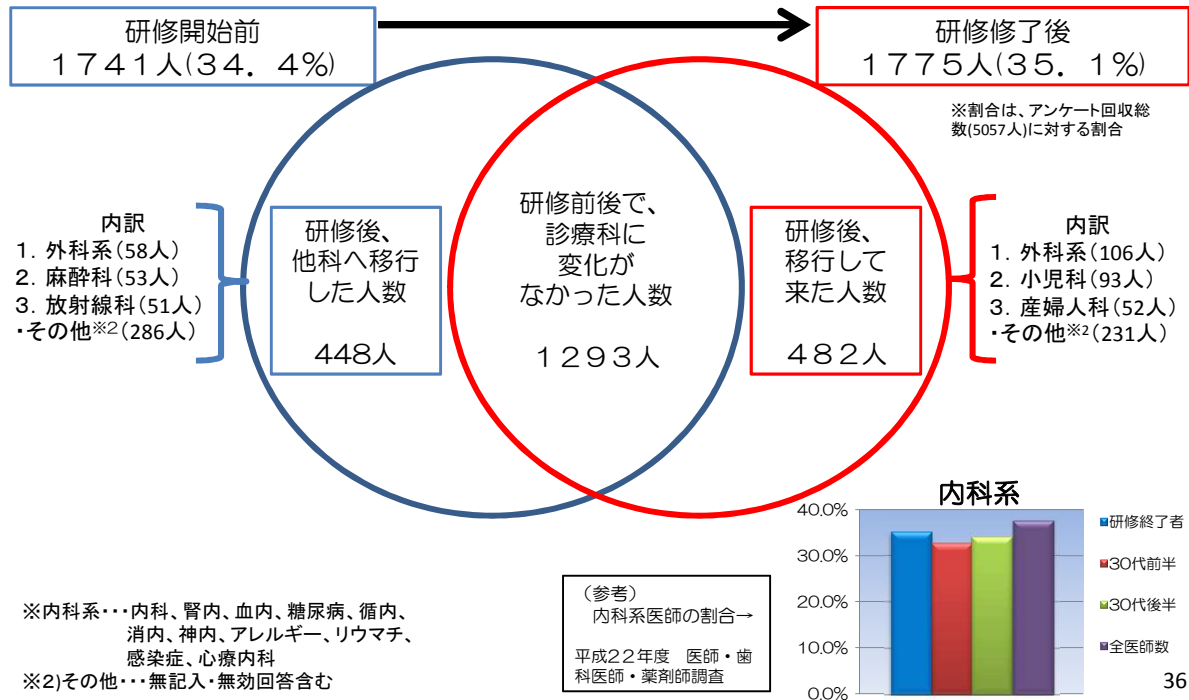 研修開始前
１７４１人(３４．４%)
研修修了後
１７７５人(３５．１%)
※割合は、アンケート回収総
数(5057人)に対する割合
内訳
1. 外科系(58人)
2. 麻酔科(53人)
3. 放射線科(51人)
・その他※2(286人)
研修後、
他科へ移行
した人数
448人
研修前後で、
診療科に
変化が
なかった人数
１２９３人
研修後、
移行して
来た人数
４８２人
内訳
1. 外科系(106人)
2. 小児科(93人)
3. 産婦人科(52人)
・その他※2(231人)
※内科系・・・内科、腎内、血内、糖尿病、循内、
消内、神内、アレルギー、リウマチ、
感染症、心療内科
※2)その他・・・無記入・無効回答含む
（参考）
内科系医師の割合→
平成２２年度　医師・歯
科医師・薬剤師調査
内科系
40.0%
30.0%
20.0%
10.0%
0.0%
研修終了者
30代前半
30代後半
全医師数
36